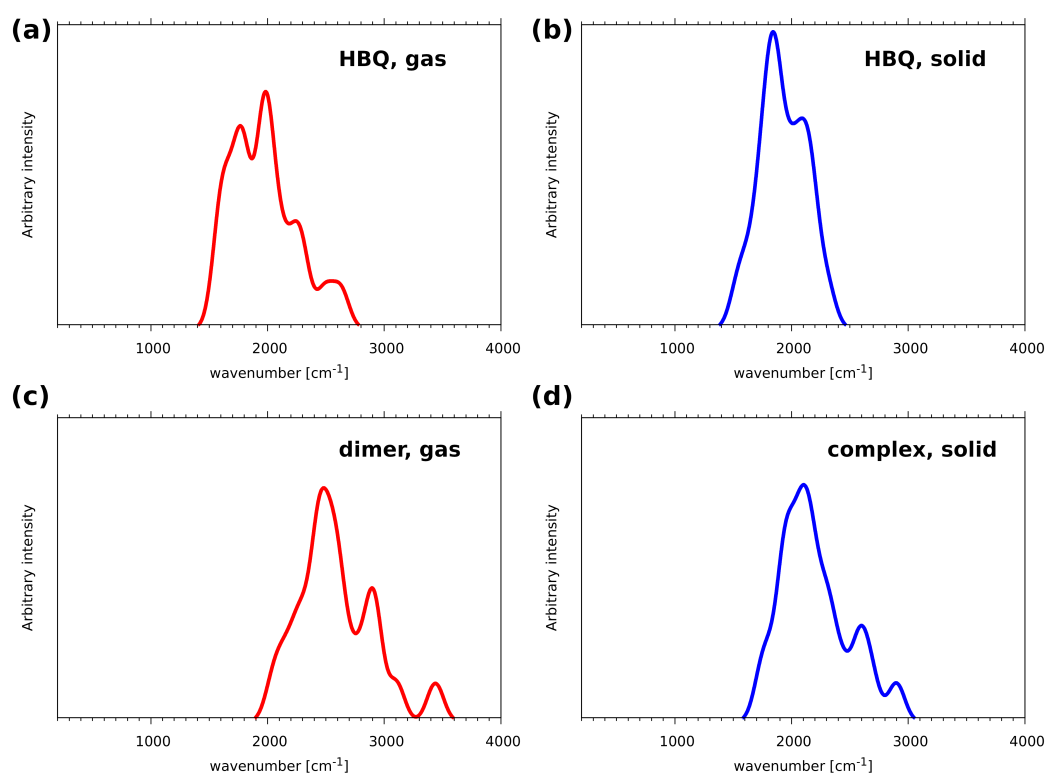 (a)
HBQ, gas
Arbitrary intensity
1000 2000 3000 4000
wavenumber [cm⁻¹]
(b)
HBQ, solid
Arbitrary intensity
1000 2000 3000 4000
wavenumber [cm⁻¹]
(c)
dimer, gas
Arbitrary intensity
1000 2000 3000 4000
wavenumber [cm⁻¹]
(d)
complex, solid
Arbitrary intensity
1000 2000 3000 4000
wavenumber [cm⁻¹]